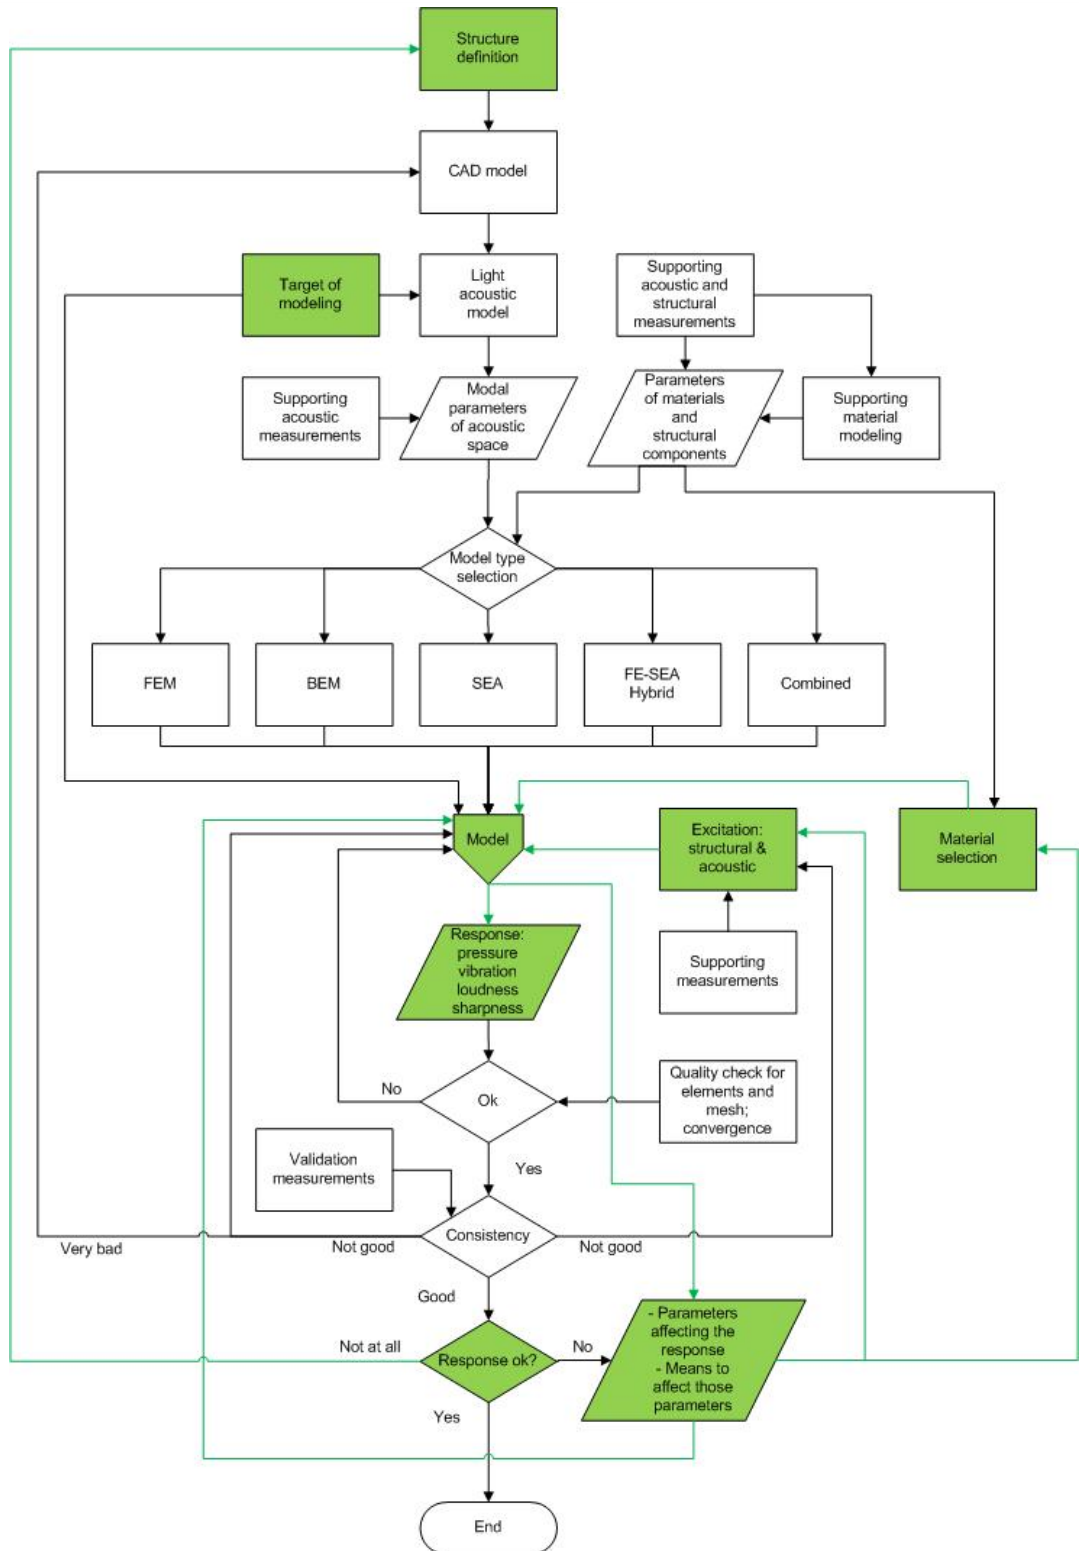 Structure
definition
CAD model
Target of
modeling
Light
acoustic
model
Supporting
acoustic and
structural
measurements
Supporting
acoustic
measurements
Modal
parameters
of acoustic
space
Parameters
of materials
and
structural
components
Supporting
material
modeling
Model type
selection
FEM
BEM
SEA
FE-SEA
Hybrid
Combined
Model
Excitation:
structural &
acoustic
Material
selection
Response:
pressure
vibration
loudness
sharpness
Supporting
measurements
No
Ok
Quality check for
elements and
mesh;
convergence
Yes
Validation
measurements
Very bad
Not good
Consistency
Not good
Good
Not at all
Response ok?
No
- Parameters
affecting the
response
- Means to
affect those
parameters
Yes
End